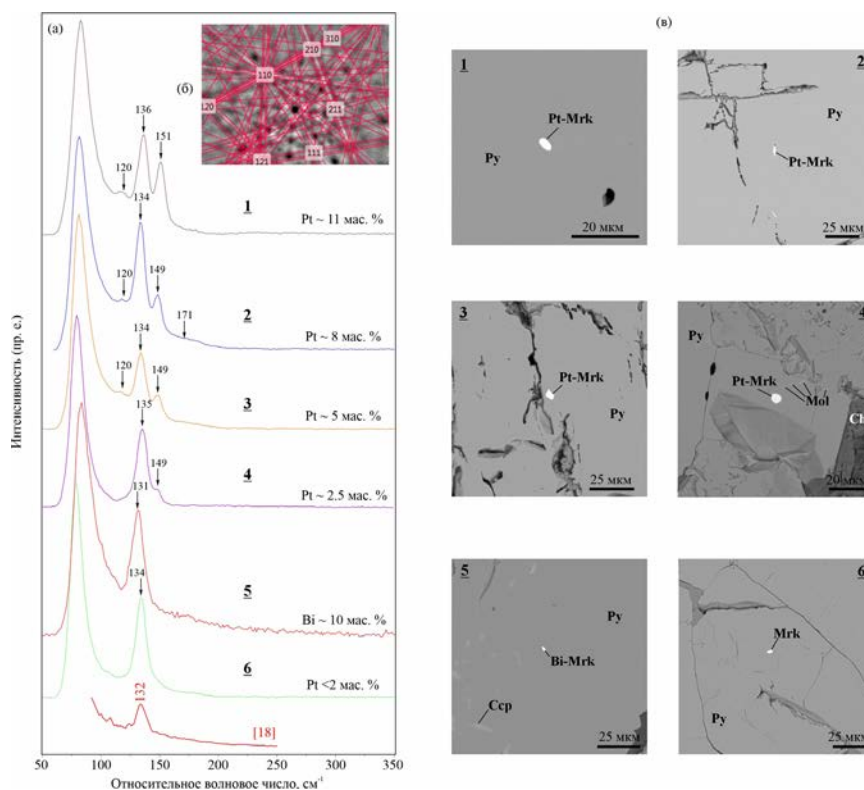 (а)
(б)
110
210
310
120
211
121
111
136
151
120
1
Pt ~ 11 мас. %
134
120
149
171
2
Pt ~ 8 мас. %
134
120
149
3
Pt ~ 5 мас. %
135
149
4
Pt ~ 2.5 мас. %
131
5
Bi ~ 10 мас. %
134
6
Pt <2 мас. %
132
[18]
Интенсивность (пр. е.)
50 100 150 200 250 300 350
Относительное волновое число, см-1
(в)
1
Pt-Mrk
Py
20 мкм
2
Py
Pt-Mrk
25 мкм
3
Pt-Mrk
Py
25 мкм
4
Py
Pt-Mrk
Mol
20 мкм
5
Py
Bi-Mrk
Ccp
25 мкм
6
Mrk
Py
25 мкм